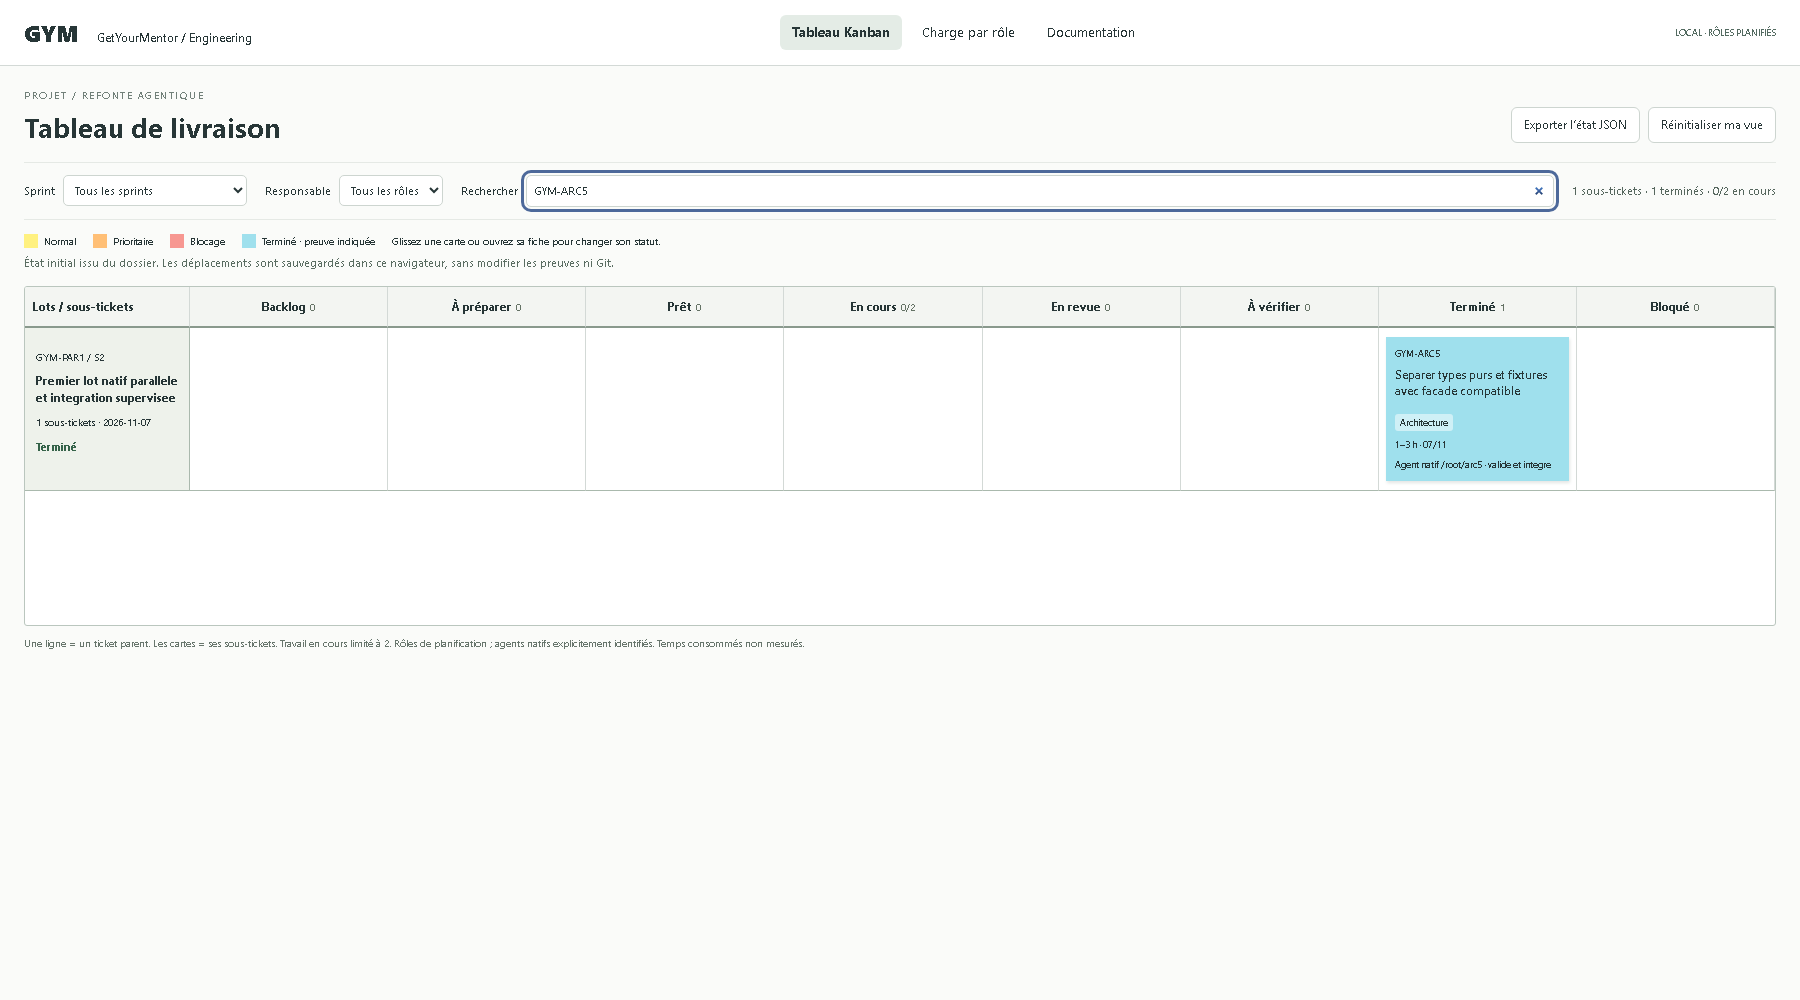 GYM GetYourMentor / Engineering
Tableau Kanban Charge par rôle Documentation
LOCAL · RÔLES PLANIFIÉS
PROJET / REFONTE AGENTIQUE
Tableau de livraison
Exporter l'état JSON Réinitialiser ma vue
Sprint Tous les sprints Responsable Tous les rôles Rechercher GYM-ARC5 × 1 sous-tickets · 1 terminés · 0/2 en cours
Normal Prioritaire Blocage Terminé · preuve indiquée Glissez une carte ou ouvrez sa fiche pour changer son statut.
État initial issu du dossier. Les déplacements sont sauvegardés dans ce navigateur, sans modifier les preuves ni Git.
Lots / sous-tickets Backlog 0 À préparer 0 Prêt 0 En cours 0/2 En revue 0 À vérifier 0 Terminé 1 Bloqué 0
GYM-PAR1 / S2
Premier lot natif parallele
et integration supervisee
1 sous-tickets · 2026-11-07
Terminé
GYM-ARC5
Separer types purs et fixtures
avec facade compatible
Architecture
1–3 h · 07/11
Agent natif /root/arc5 · valide et integre
Une ligne = un ticket parent. Les cartes = ses sous-tickets. Travail en cours limité à 2. Rôles de planification ; agents natifs explicitement identifiés. Temps consommés non mesurés.